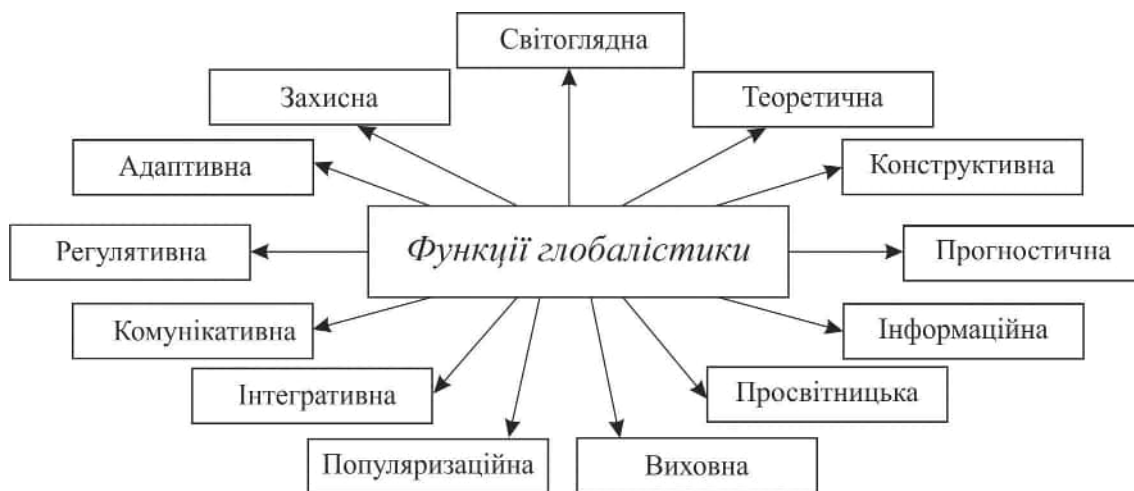 Світоглядна
Захисна
Теоретична
Адаптивна
Конструктивна
Функції глобалістики
Регулятивна
Прогностична
Комунікативна
Інформаційна
Інтегративна
Просвітницька
Популяризаційна
Виховна